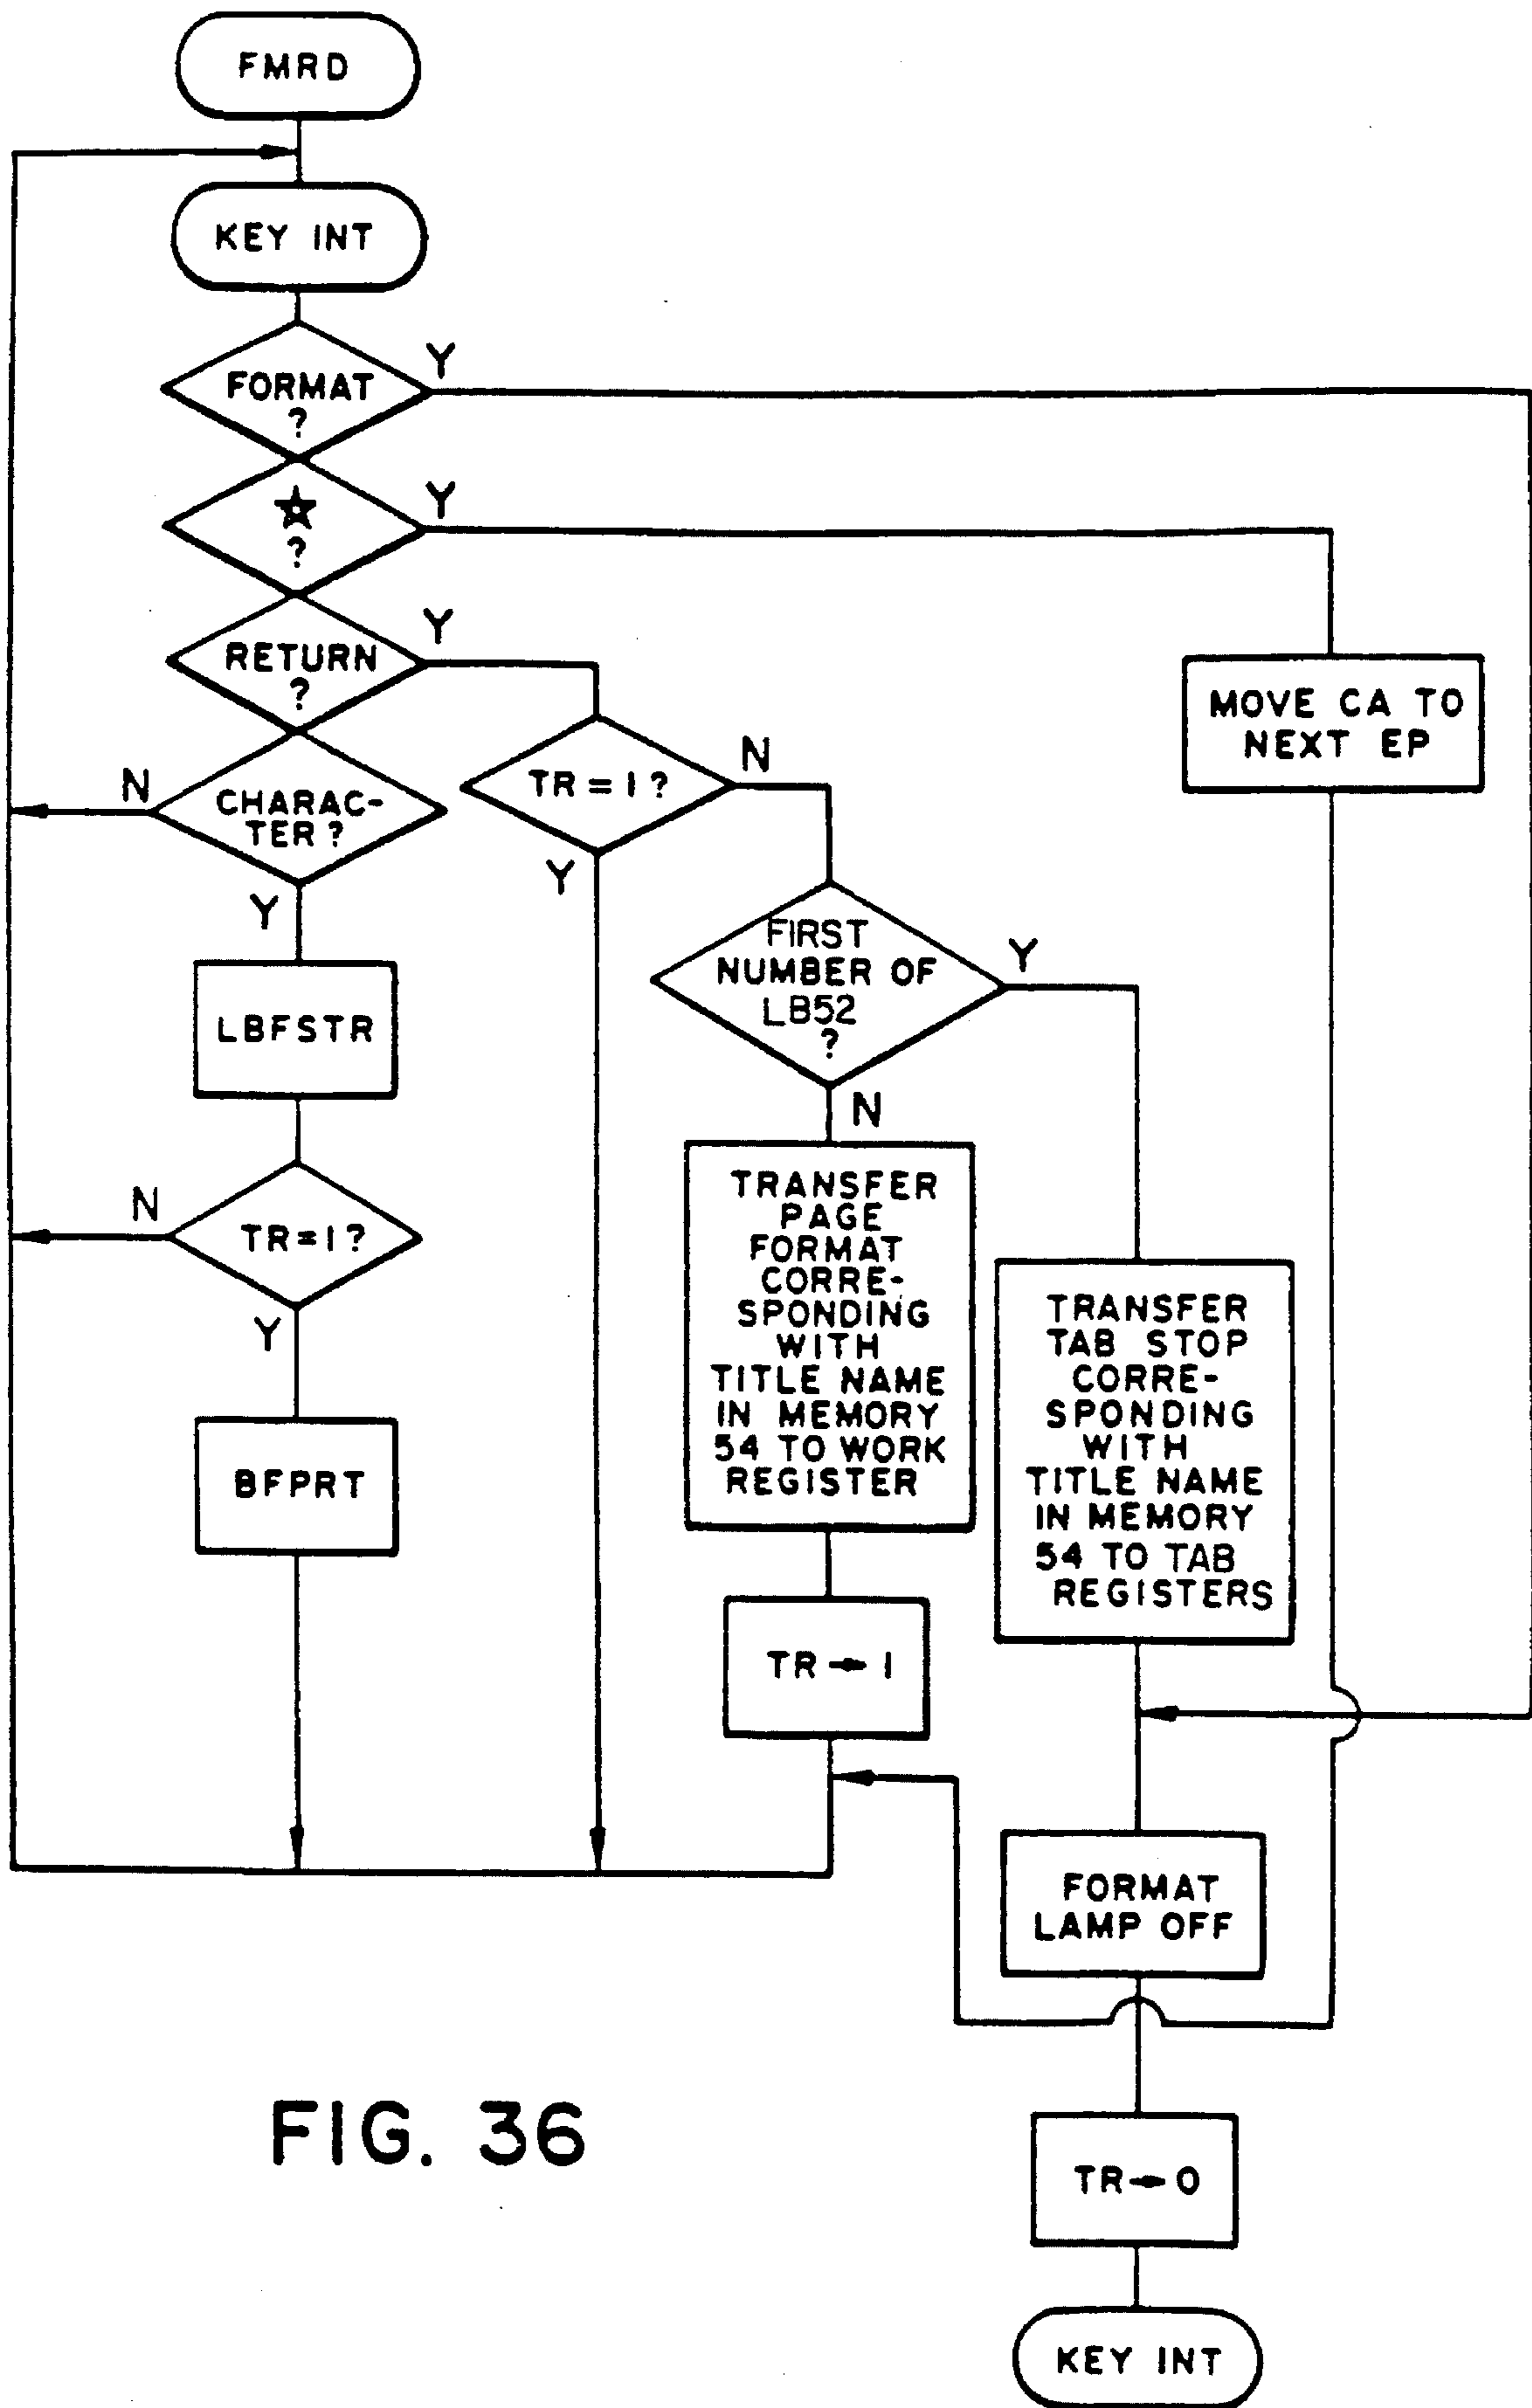 FMRD
KEY INT
FORMAT
?
Y
☆
?
Y
RETURN
?
Y
CHARAC-
TER?
N
Y
LBFSTR
TR=1?
N
Y
BFPRT
TR=1?
N
Y
FIRST
NUMBER OF
LB52
?
Y
N
TRANSFER
PAGE
FORMAT
CORRE-
SPONDING
WITH
TITLE NAME
IN MEMORY
54 TO WORK
REGISTER
TR→1
TRANSFER
TAB STOP
CORRE-
SPONDING
WITH
TITLE NAME
IN MEMORY
54 TO TAB
REGISTERS
MOVE CA TO
NEXT EP
FORMAT
LAMP OFF
TR→0
KEY INT
FIG. 36